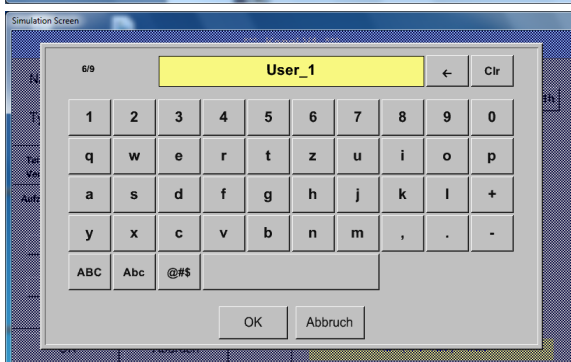 Simulation Screen
6/9 User_1 ← Clr
1 2 3 4 5 6 7 8 9 0
q w e r t z u i o p
a s d f g h j k l +
y x c v b n m , . -
ABC Abc @#$
OK Abbruch